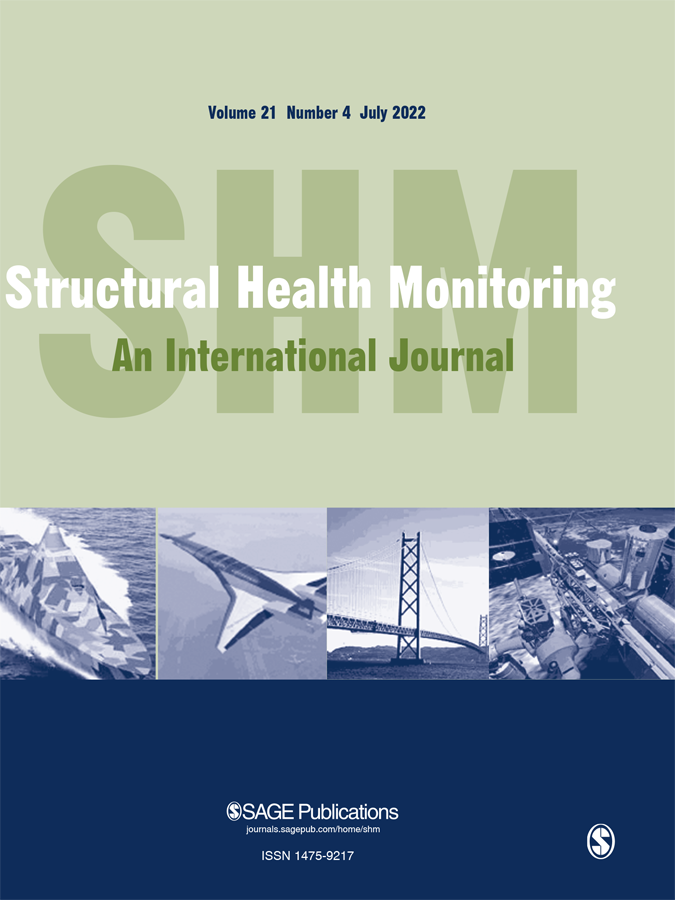 Volume 21 Number 4 July 2022
SHM
Structural Health Monitoring
An International Journal
SAGE Publications
journals.sagepub.com/home/shm
ISSN 1475-9217